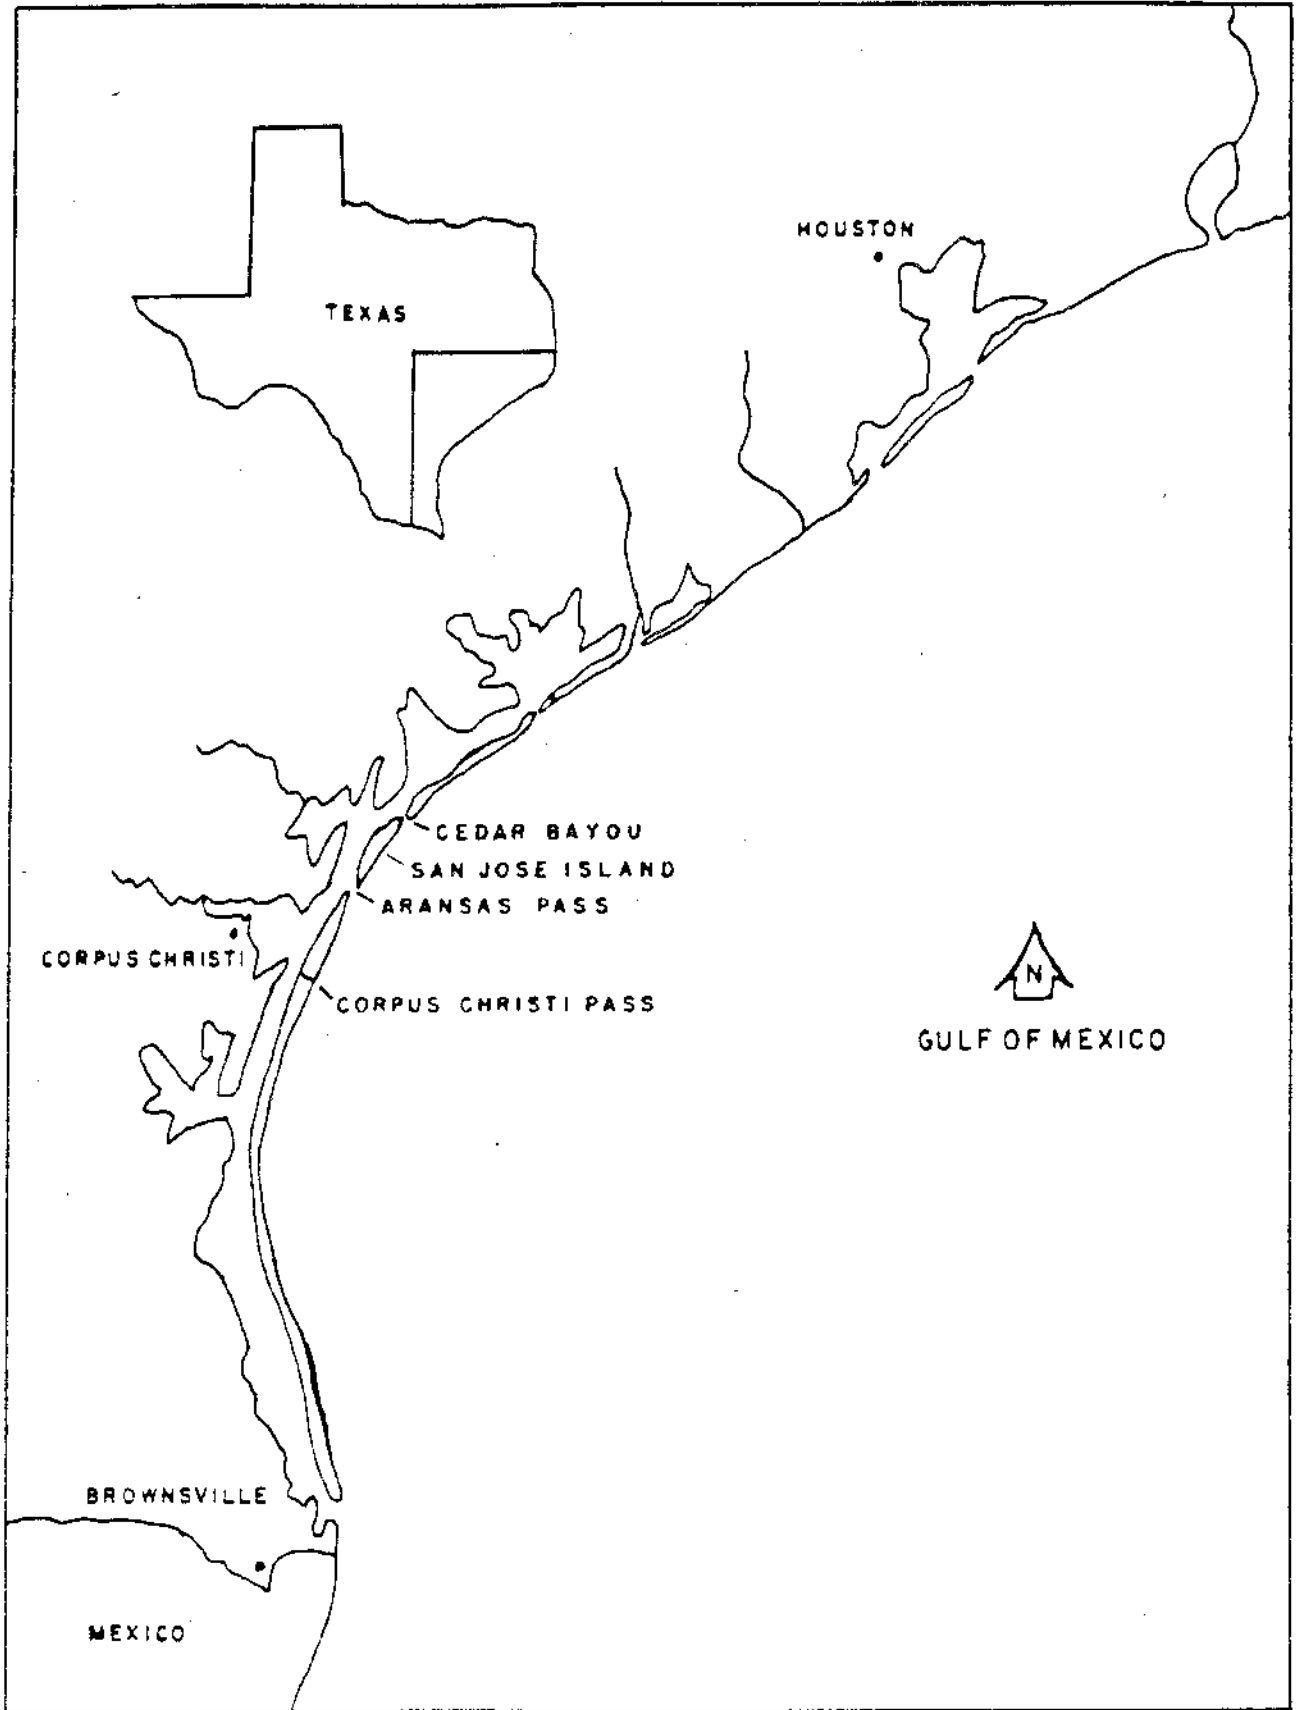 HOUSTON
TEXAS
CEDAR BAYOU
SAN JOSE ISLAND
ARANSAS PASS
CORPUS CHRISTI
CORPUS CHRISTI PASS
N
GULF OF MEXICO
BROWNSVILLE
MEXICO